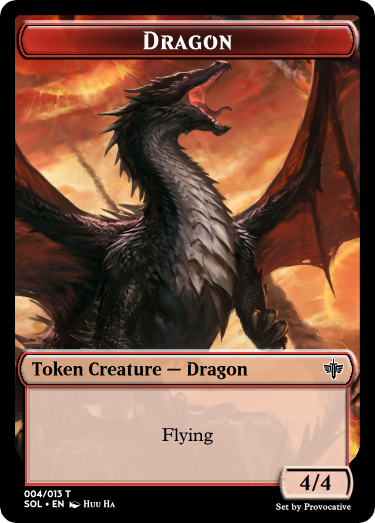 Dragon
Token Creature — Dragon
Flying
4/4
004/013 T
SOL • EN Huu Ha
Set by Provocative